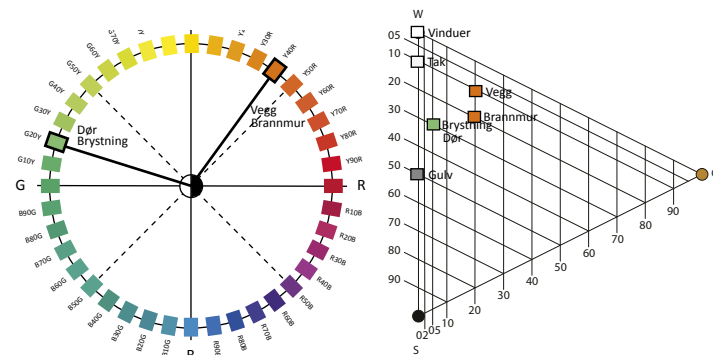 G70Y
G60Y
G50Y
G40Y
G30Y
G20Y
G10Y
G
B90G
B80G
B70G
B60G
B50G
B40G
B30G
B20G
B10G
R90B
R80B
R70B
R60B
R50B
R40B
R30B
R20B
R10B
R
Y90R
Y80R
Y70R
Y60R
Y50R
Y40R
Y30R
Dør
Brystning
Vegg
Brannmur
W
05
10
20
30
40
50
60
70
80
90
Vinduer
Tak
Vegg
Brannmur
Brystning
Dør
Gulv
02
05
10
20
30
40
50
60
70
80
90
S